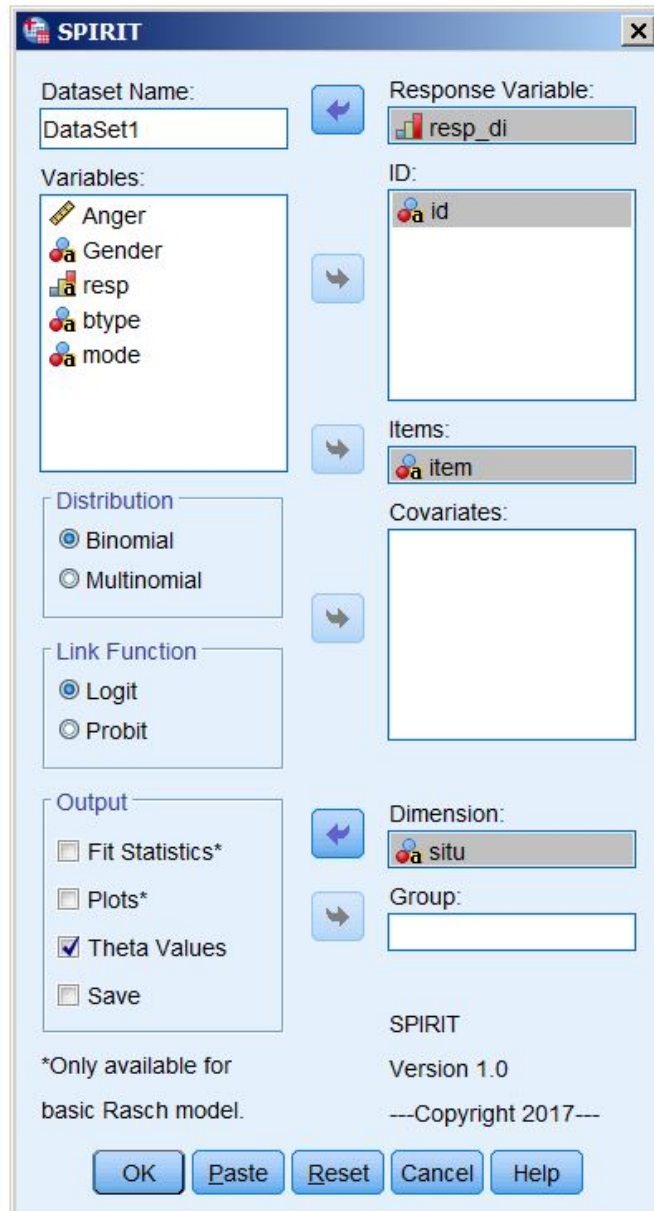 SPIRIT
Dataset Name:
DataSet1
Variables:
Anger
Gender
resp
btype
mode
Distribution
Binomial
Multinomial
Link Function
Logit
Probit
Output
Fit Statistics*
Plots*
Theta Values
Save
*Only available for
basic Rasch model.
Response Variable:
resp_di
ID:
id
Items:
item
Covariates:
Dimension:
situ
Group:
SPIRIT
Version 1.0
---Copyright 2017---
OK Paste Reset Cancel Help